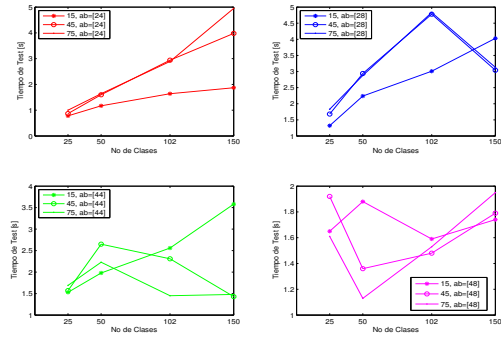 5
4
3
2
1
0
25
50
102
150
No de Clases
Tiempo de Test [s]
15, ab=[24]
45, ab=[24]
75, ab=[24]
5
4.5
4
3.5
3
2.5
2
1.5
1
25
50
102
150
No de Clases
Tiempo de Test [s]
15, ab=[28]
45, ab=[28]
75, ab=[28]
4
3.5
3
2.5
2
1.5
1
25
50
102
150
No de Clases
Tiempo de Test [s]
15, ab=[44]
45, ab=[44]
75, ab=[44]
2
1.8
1.6
1.4
1.2
1
25
50
102
150
No de Clases
Tiempo de Test [s]
15, ab=[48]
45, ab=[48]
75, ab=[48]